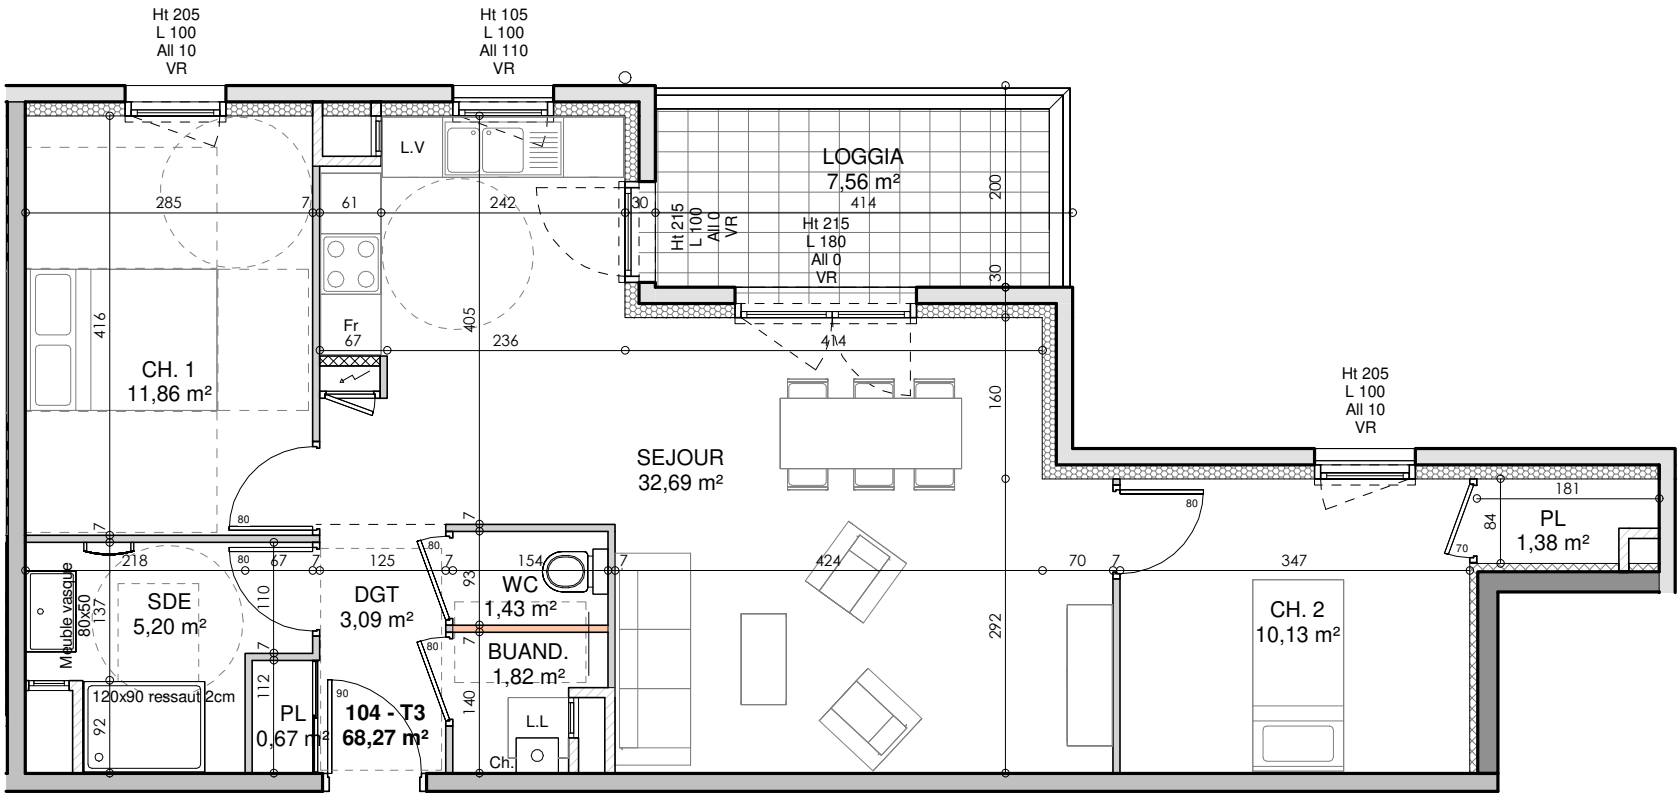 Ht 205
L 100
All 10
VR
Ht 105
L 100
All 110
VR
L.V
LOGGIA
7,56 m²
200
285
7
61
242
30
414
Ht 215
L 100
All 0
VR
Ht 215
L 180
All 0
VR
30
416
405
Fr
67
236
414
CH. 1
11,86 m²
160
Ht 205
L 100
All 10
VR
SEJOUR
32,69 m²
80
7
7
80
181
84
PL
1,38 m²
70
218
80
67
7
125
80
7
154
7
424
70
7
347
Meuble vasque
80x50
137
SDE
5,20 m²
110
DGT
3,09 m²
93
WC
1,43 m²
292
CH. 2
10,13 m²
7
7
80
BUAND.
1,82 m²
120x90 ressaut 2cm
92
112
PL
0,67 m²
90
104 - T3
68,27 m²
140
L.L
Ch.